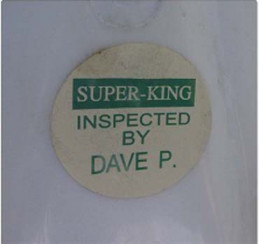 SUPER-KING
INSPECTED
BY
DAVE P.